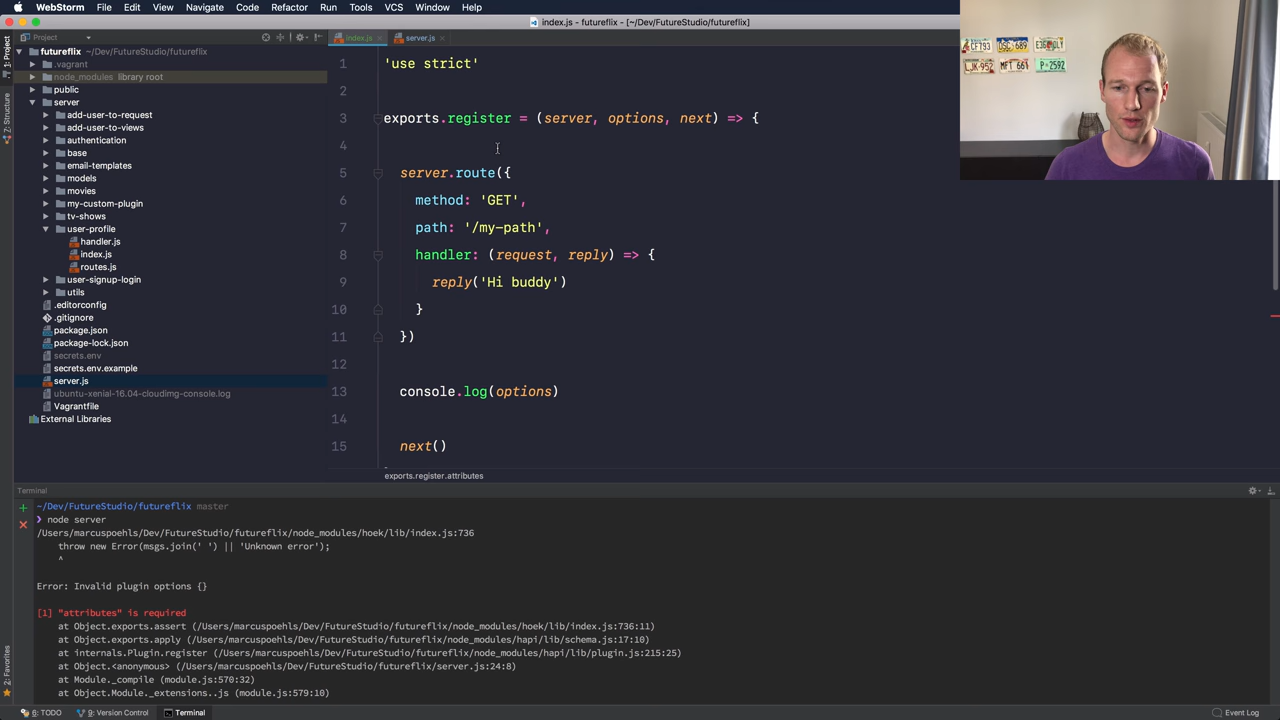 WebStorm File Edit View Navigate Code Refactor Run Tools VCS Window Help
index.js - futureflix - [~/Dev/FutureStudio/futureflix]
Project
index.js
server.js
1: Project
Z: Structure
2: Favorites
futureflix ~/Dev/FutureStudio/futureflix
.vagrant
node_modules library root
public
server
add-user-to-request
add-user-to-views
authentication
base
email-templates
models
movies
my-custom-plugin
tv-shows
user-profile
handler.js
index.js
routes.js
user-signup-login
utils
.editorconfig
.gitignore
package.json
package-lock.json
secrets.env
secrets.env.example
server.js
ubuntu-xenial-16.04-cloudimg-console.log
Vagrantfile
External Libraries
1 'use strict'
2
3 exports.register = (server, options, next) => {
4
5 server.route({
6 method: 'GET',
7 path: '/my-path',
8 handler: (request, reply) => {
9 reply('Hi buddy')
10 }
11 })
12
13 console.log(options)
14
15 next()
exports.register.attributes
Terminal
~/Dev/FutureStudio/futureflix master
❯ node server
/Users/marcuspoehls/Dev/FutureStudio/futureflix/node_modules/hoek/lib/index.js:736
throw new Error(msgs.join(' ') || 'Unknown error');
^
Error: Invalid plugin options {}
[1] "attributes" is required
at Object.exports.assert (/Users/marcuspoehls/Dev/FutureStudio/futureflix/node_modules/hoek/lib/index.js:736:11)
at Object.exports.apply (/Users/marcuspoehls/Dev/FutureStudio/futureflix/node_modules/hapi/lib/schema.js:17:10)
at internals.Plugin.register (/Users/marcuspoehls/Dev/FutureStudio/futureflix/node_modules/hapi/lib/plugin.js:215:25)
at Object.<anonymous> (/Users/marcuspoehls/Dev/FutureStudio/futureflix/server.js:24:8)
at Module._compile (module.js:570:32)
at Object.Module._extensions..js (module.js:579:10)
6: TODO 9: Version Control Terminal Event Log